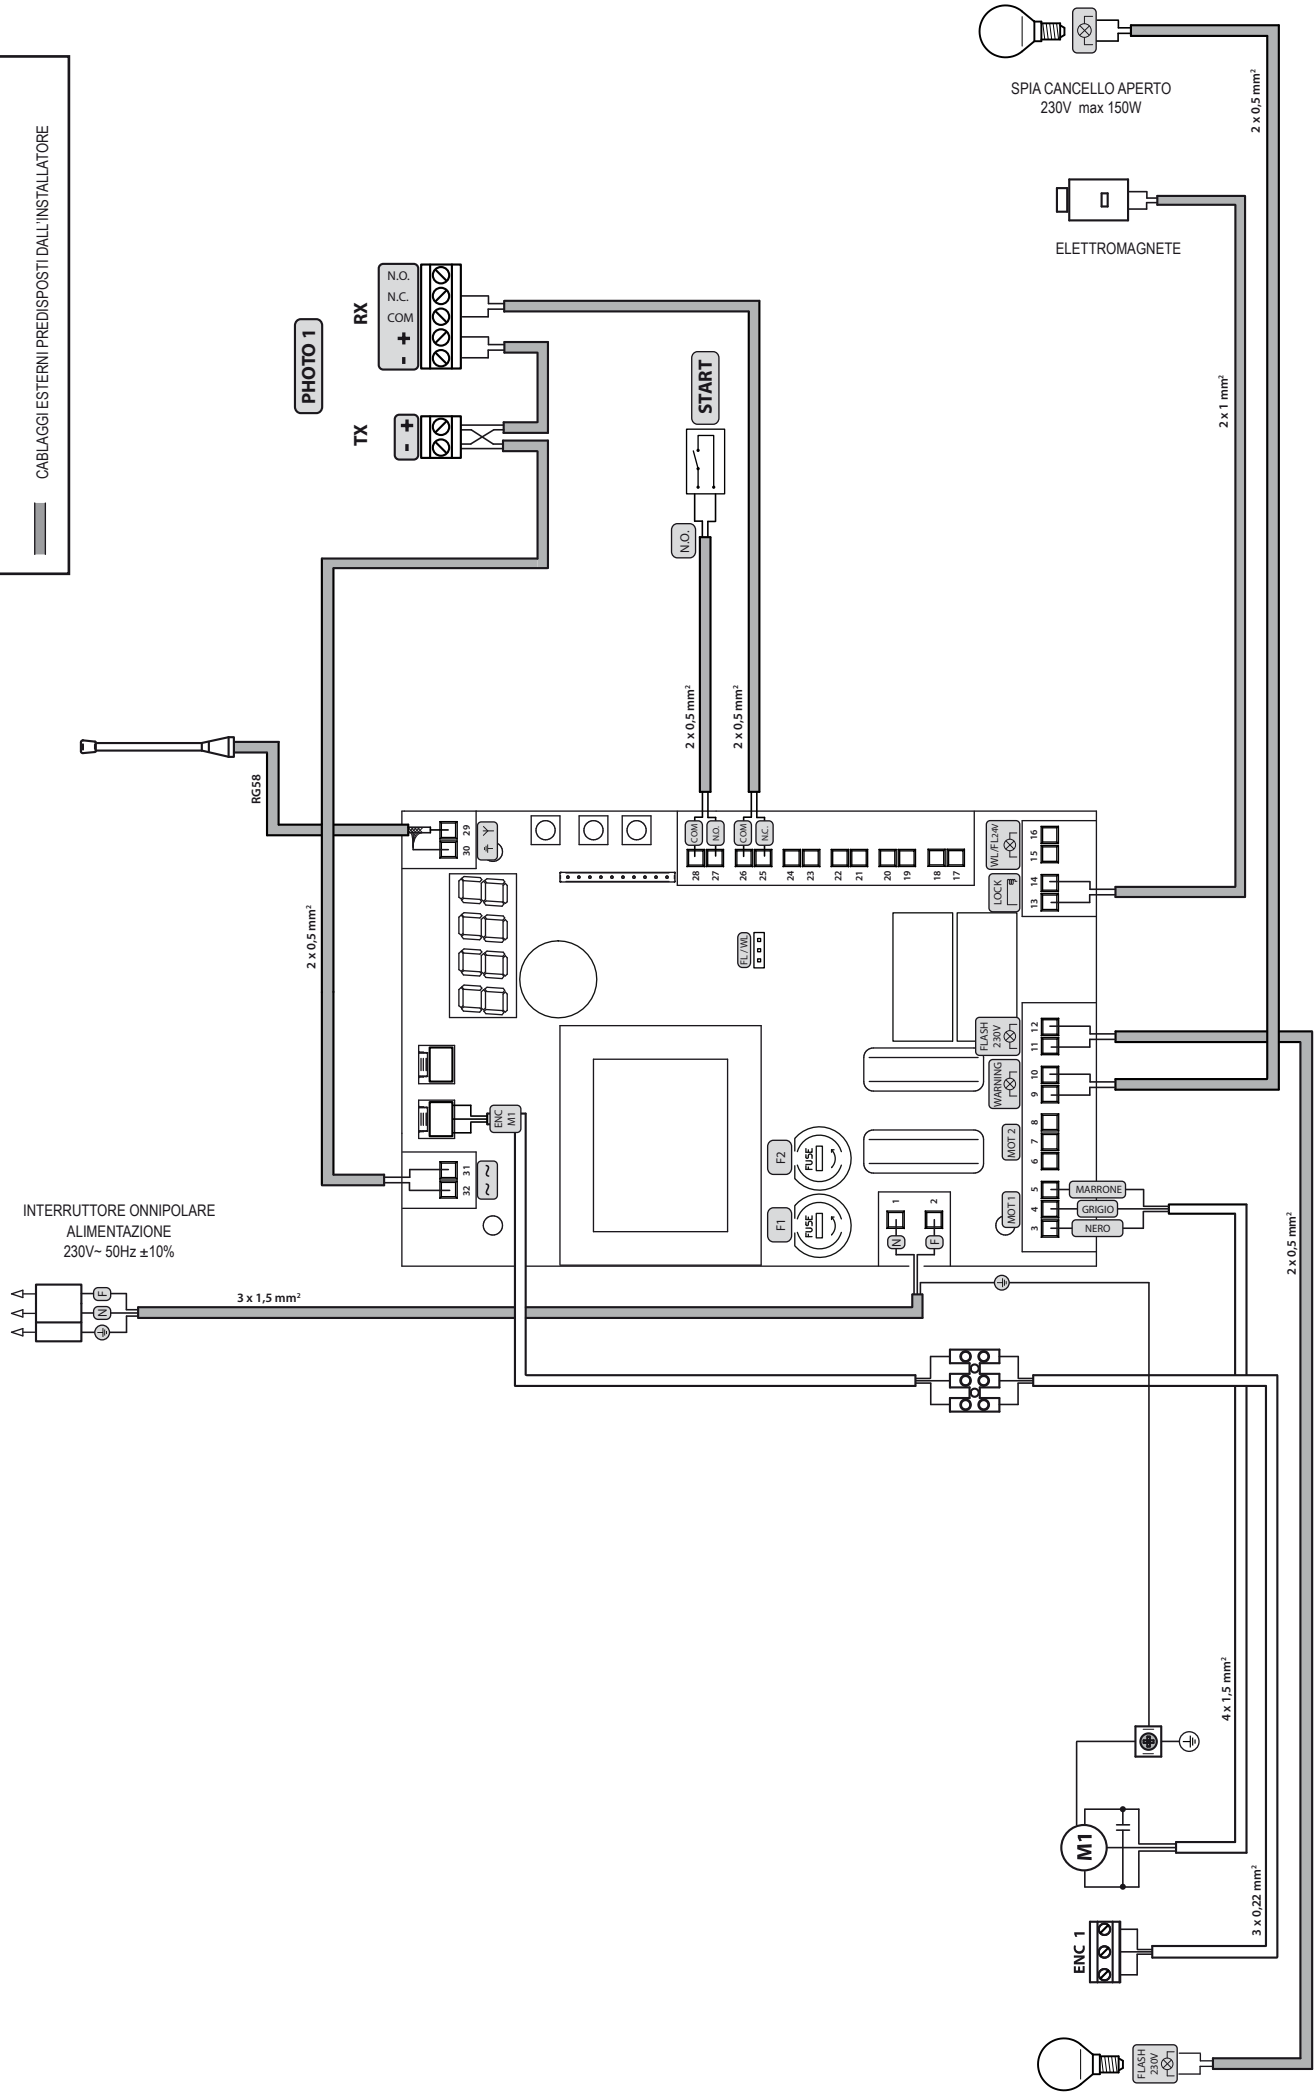 SPIA CANCELLO APERTO
230V max 150W
2 x 0,5 mm²
CABLAGGI ESTERNI PREDISPOSTI DALL'INSTALLATORE
ELETTROMAGNETE
PHOTO 1
RX
N.O.
N.C.
COM
- +
TX
- +
START
N.O.
2 x 1 mm²
RG58
2 x 0,5 mm²
2 x 0,5 mm²
2 x 0,5 mm²
29
30
COM
N.O.
COM
N.C.
28
27
26
25
24
23
22
21
20
19
18
17
WL/FL24V
16
15
LOCK
14
13
FL / WL
FLASH
230V
12
11
WARNING
10
9
ENC
M1
MOT 2
8
7
6
31
32
~ ~
F2
FUSE
F1
FUSE
1
2
N
F
MOT 1
5
4
3
MARRONE
GRIGIO
NERO
INTERRUTTORE ONNIPOLARE
ALIMENTAZIONE
230V~ 50Hz ±10%
F
N
3 x 1,5 mm²
2 x 0,5 mm²
4 x 1,5 mm²
M1
3 x 0,22 mm²
ENC 1
FLASH
230V